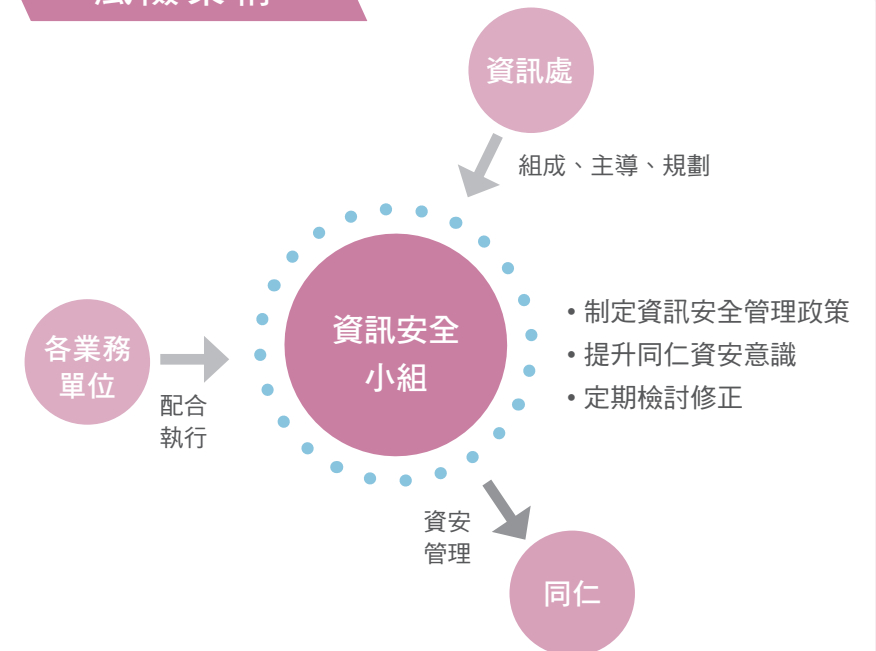 資訊處
組成、主導、規劃
各業務
單位
配合
執行
資訊安全
小組
• 制定資訊安全管理政策
• 提升同仁資安意識
• 定期檢討修正
資安
管理
同仁